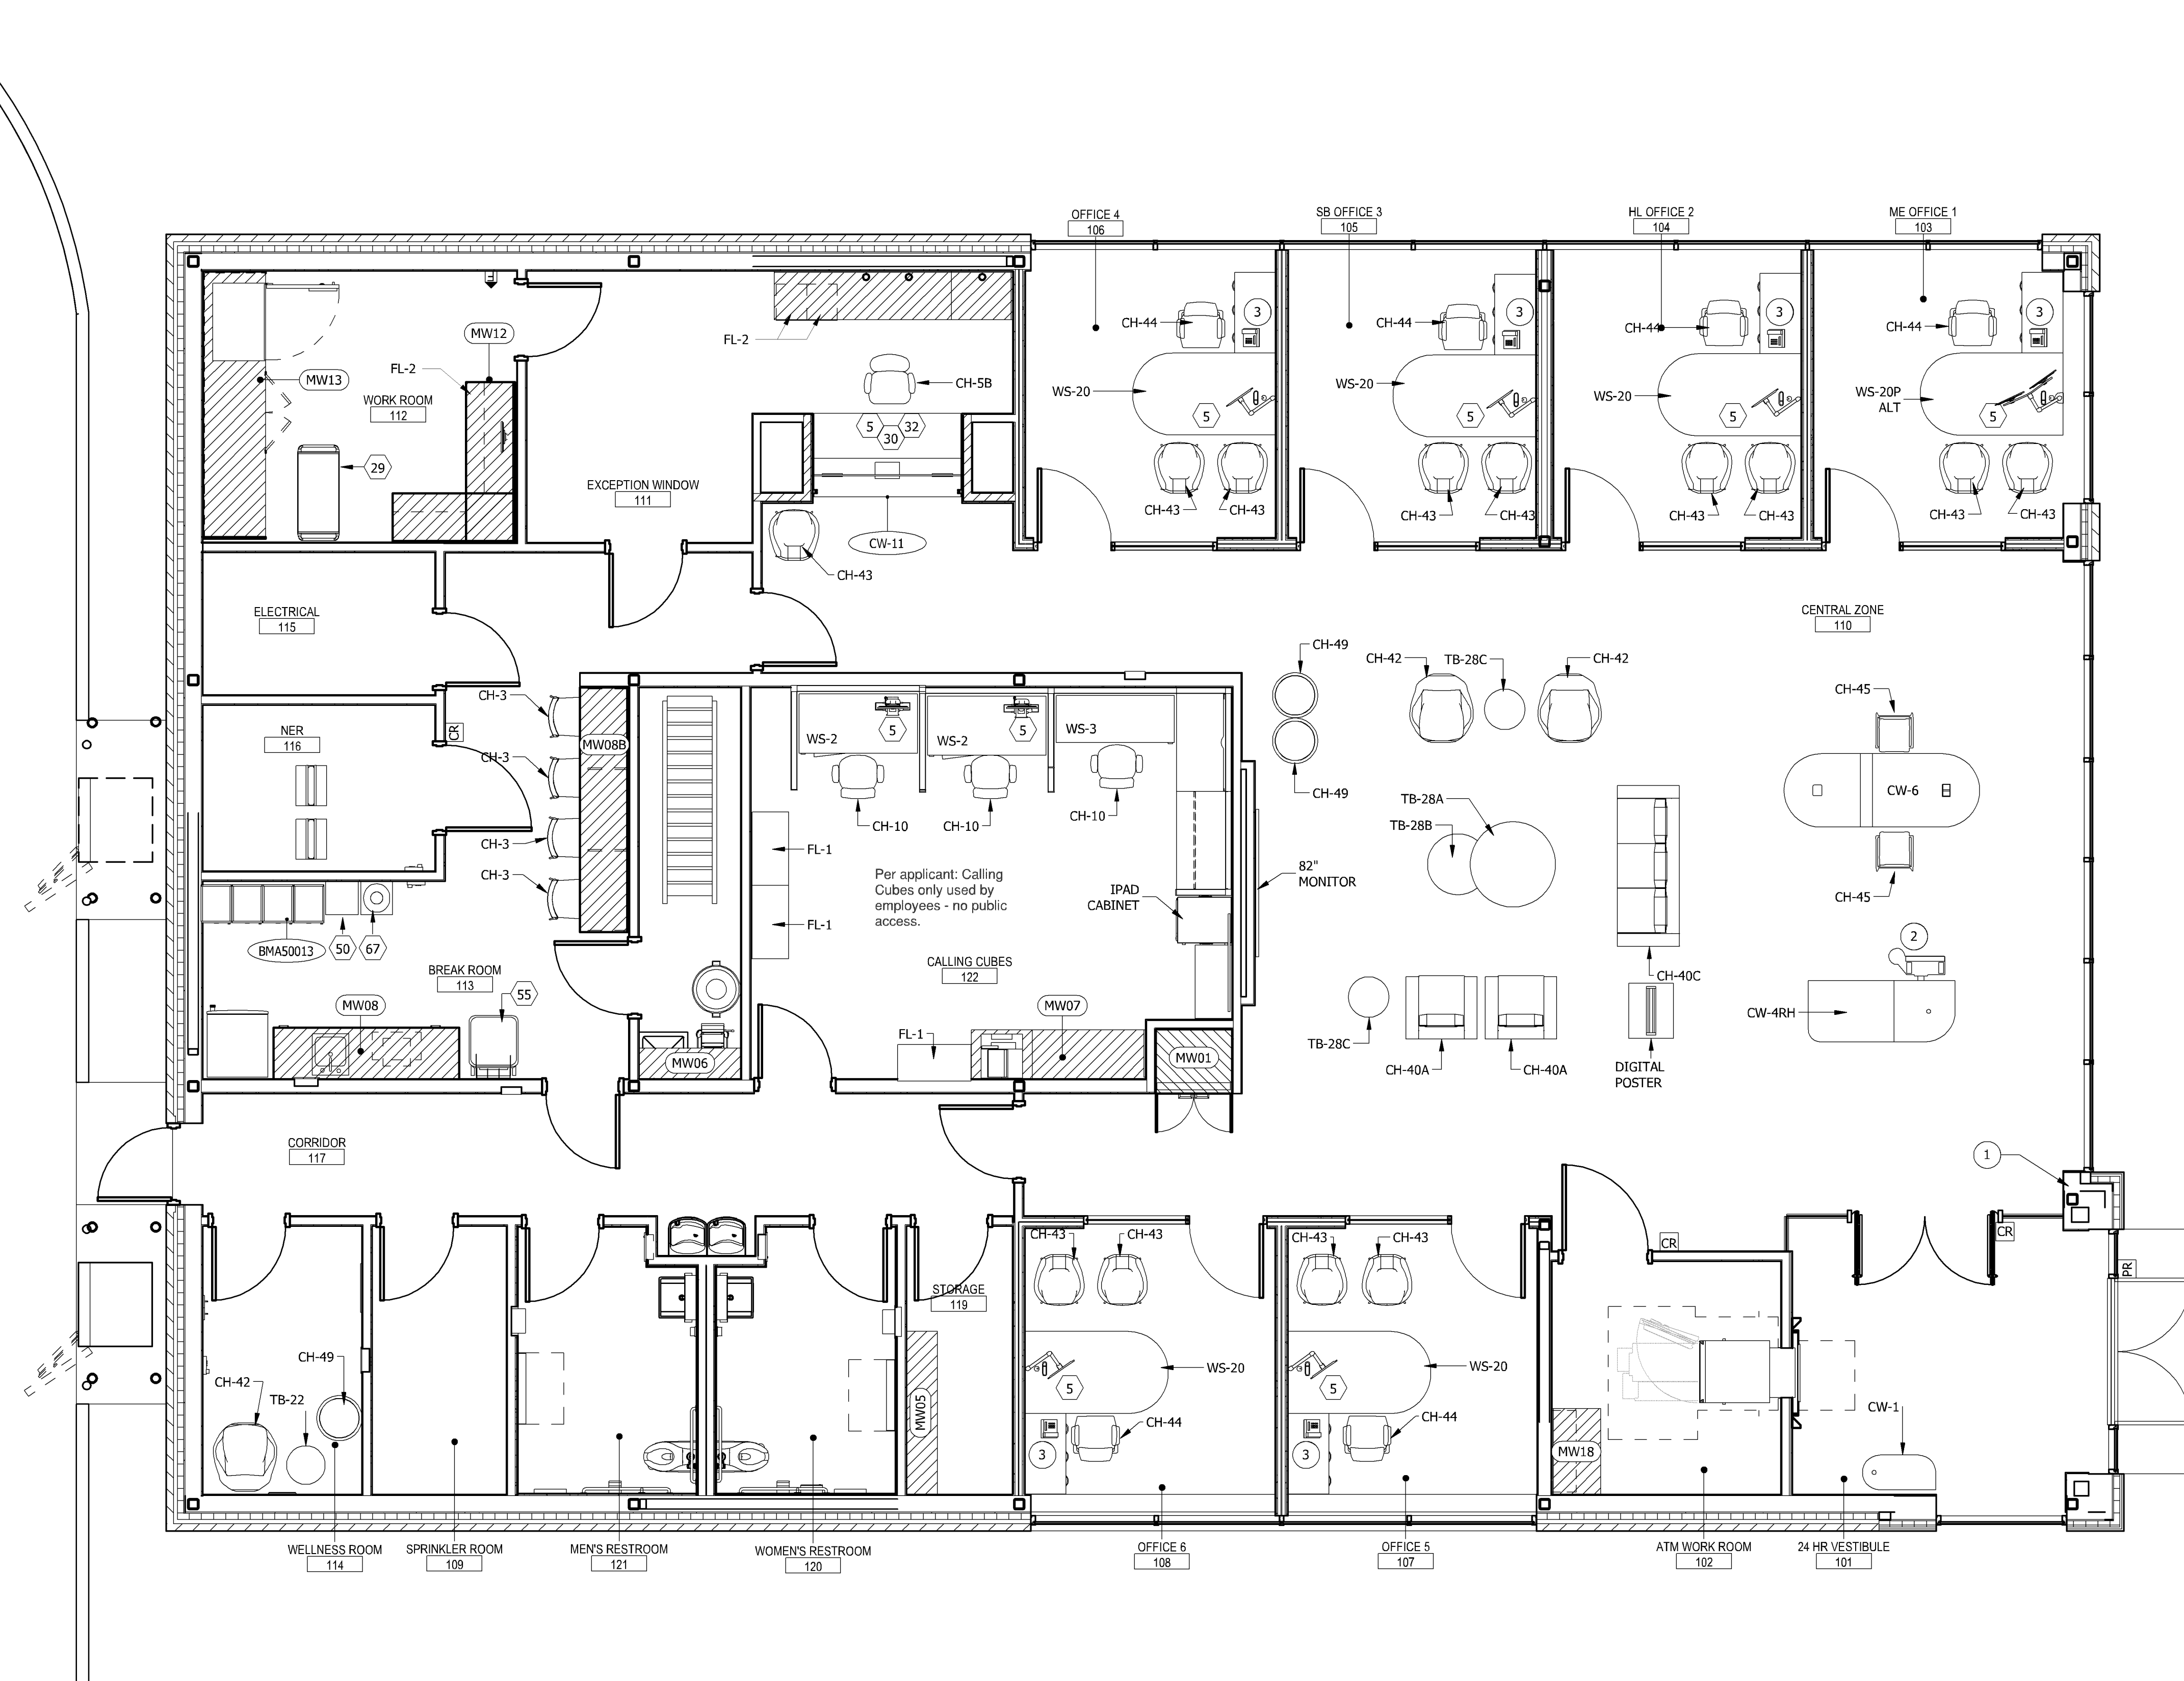 OFFICE 4
106
SB OFFICE 3
105
HL OFFICE 2
104
ME OFFICE 1
103
CH-44
3
CH-44
3
CH-44
3
CH-44
3
MW12
FL-2
MW13
FL-2
WORK ROOM
112
CH-5B
WS-20
WS-20
WS-20
WS-20P
ALT
5
5
5
5
5
32
30
29
EXCEPTION WINDOW
111
CH-43
CH-43
CH-43
CH-43
CH-43
CH-43
CH-43
CH-43
CW-11
CH-43
ELECTRICAL
115
CENTRAL ZONE
110
CH-49
CH-42
TB-28C
CH-42
CH-3
CH-45
CR
NER
116
MW08B
WS-2
5
WS-2
5
WS-3
CH-3
CH-49
CW-6
CH-10
CH-10
CH-10
TB-28A
TB-28B
CH-3
FL-1
CH-3
Per applicant: Calling
Cubes only used by
employees - no public
access.
82"
MONITOR
IPAD
CABINET
CH-45
FL-1
BMA50013
50
67
2
BREAK ROOM
113
CALLING CUBES
122
CH-40C
55
MW08
MW07
CW-4RH
FL-1
TB-28C
MW06
MW01
CH-40A
CH-40A
DIGITAL
POSTER
CORRIDOR
117
1
CH-43
CH-43
CH-43
CH-43
CR
CR
PR
STORAGE
119
CH-49
CH-42
TB-22
WS-20
WS-20
5
5
MW05
CH-44
CH-44
3
3
CW-1
MW18
WELLNESS ROOM
114
SPRINKLER ROOM
109
MEN'S RESTROOM
121
WOMEN'S RESTROOM
120
OFFICE 6
108
OFFICE 5
107
ATM WORK ROOM
102
24 HR VESTIBULE
101